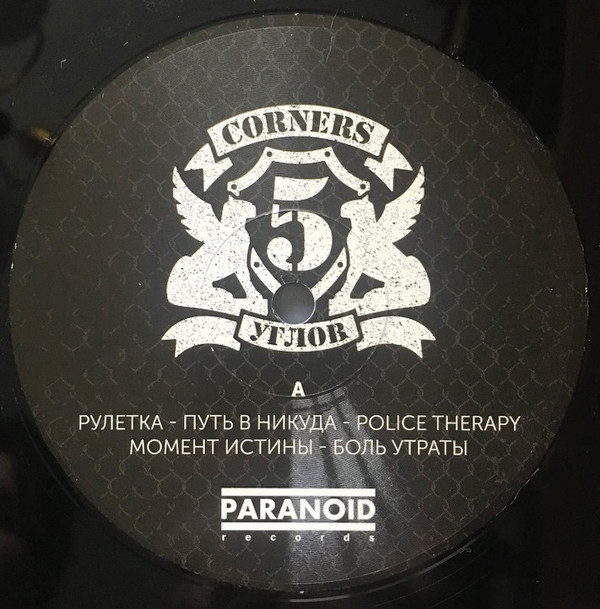 CORNERS
5
УГЛОВ
A
РУЛЕТКА - ПУТЬ В НИКУДА - POLICE THERAPY
МОМЕНТ ИСТИНЫ - БОЛЬ УТРАТЫ
PARANOID
records